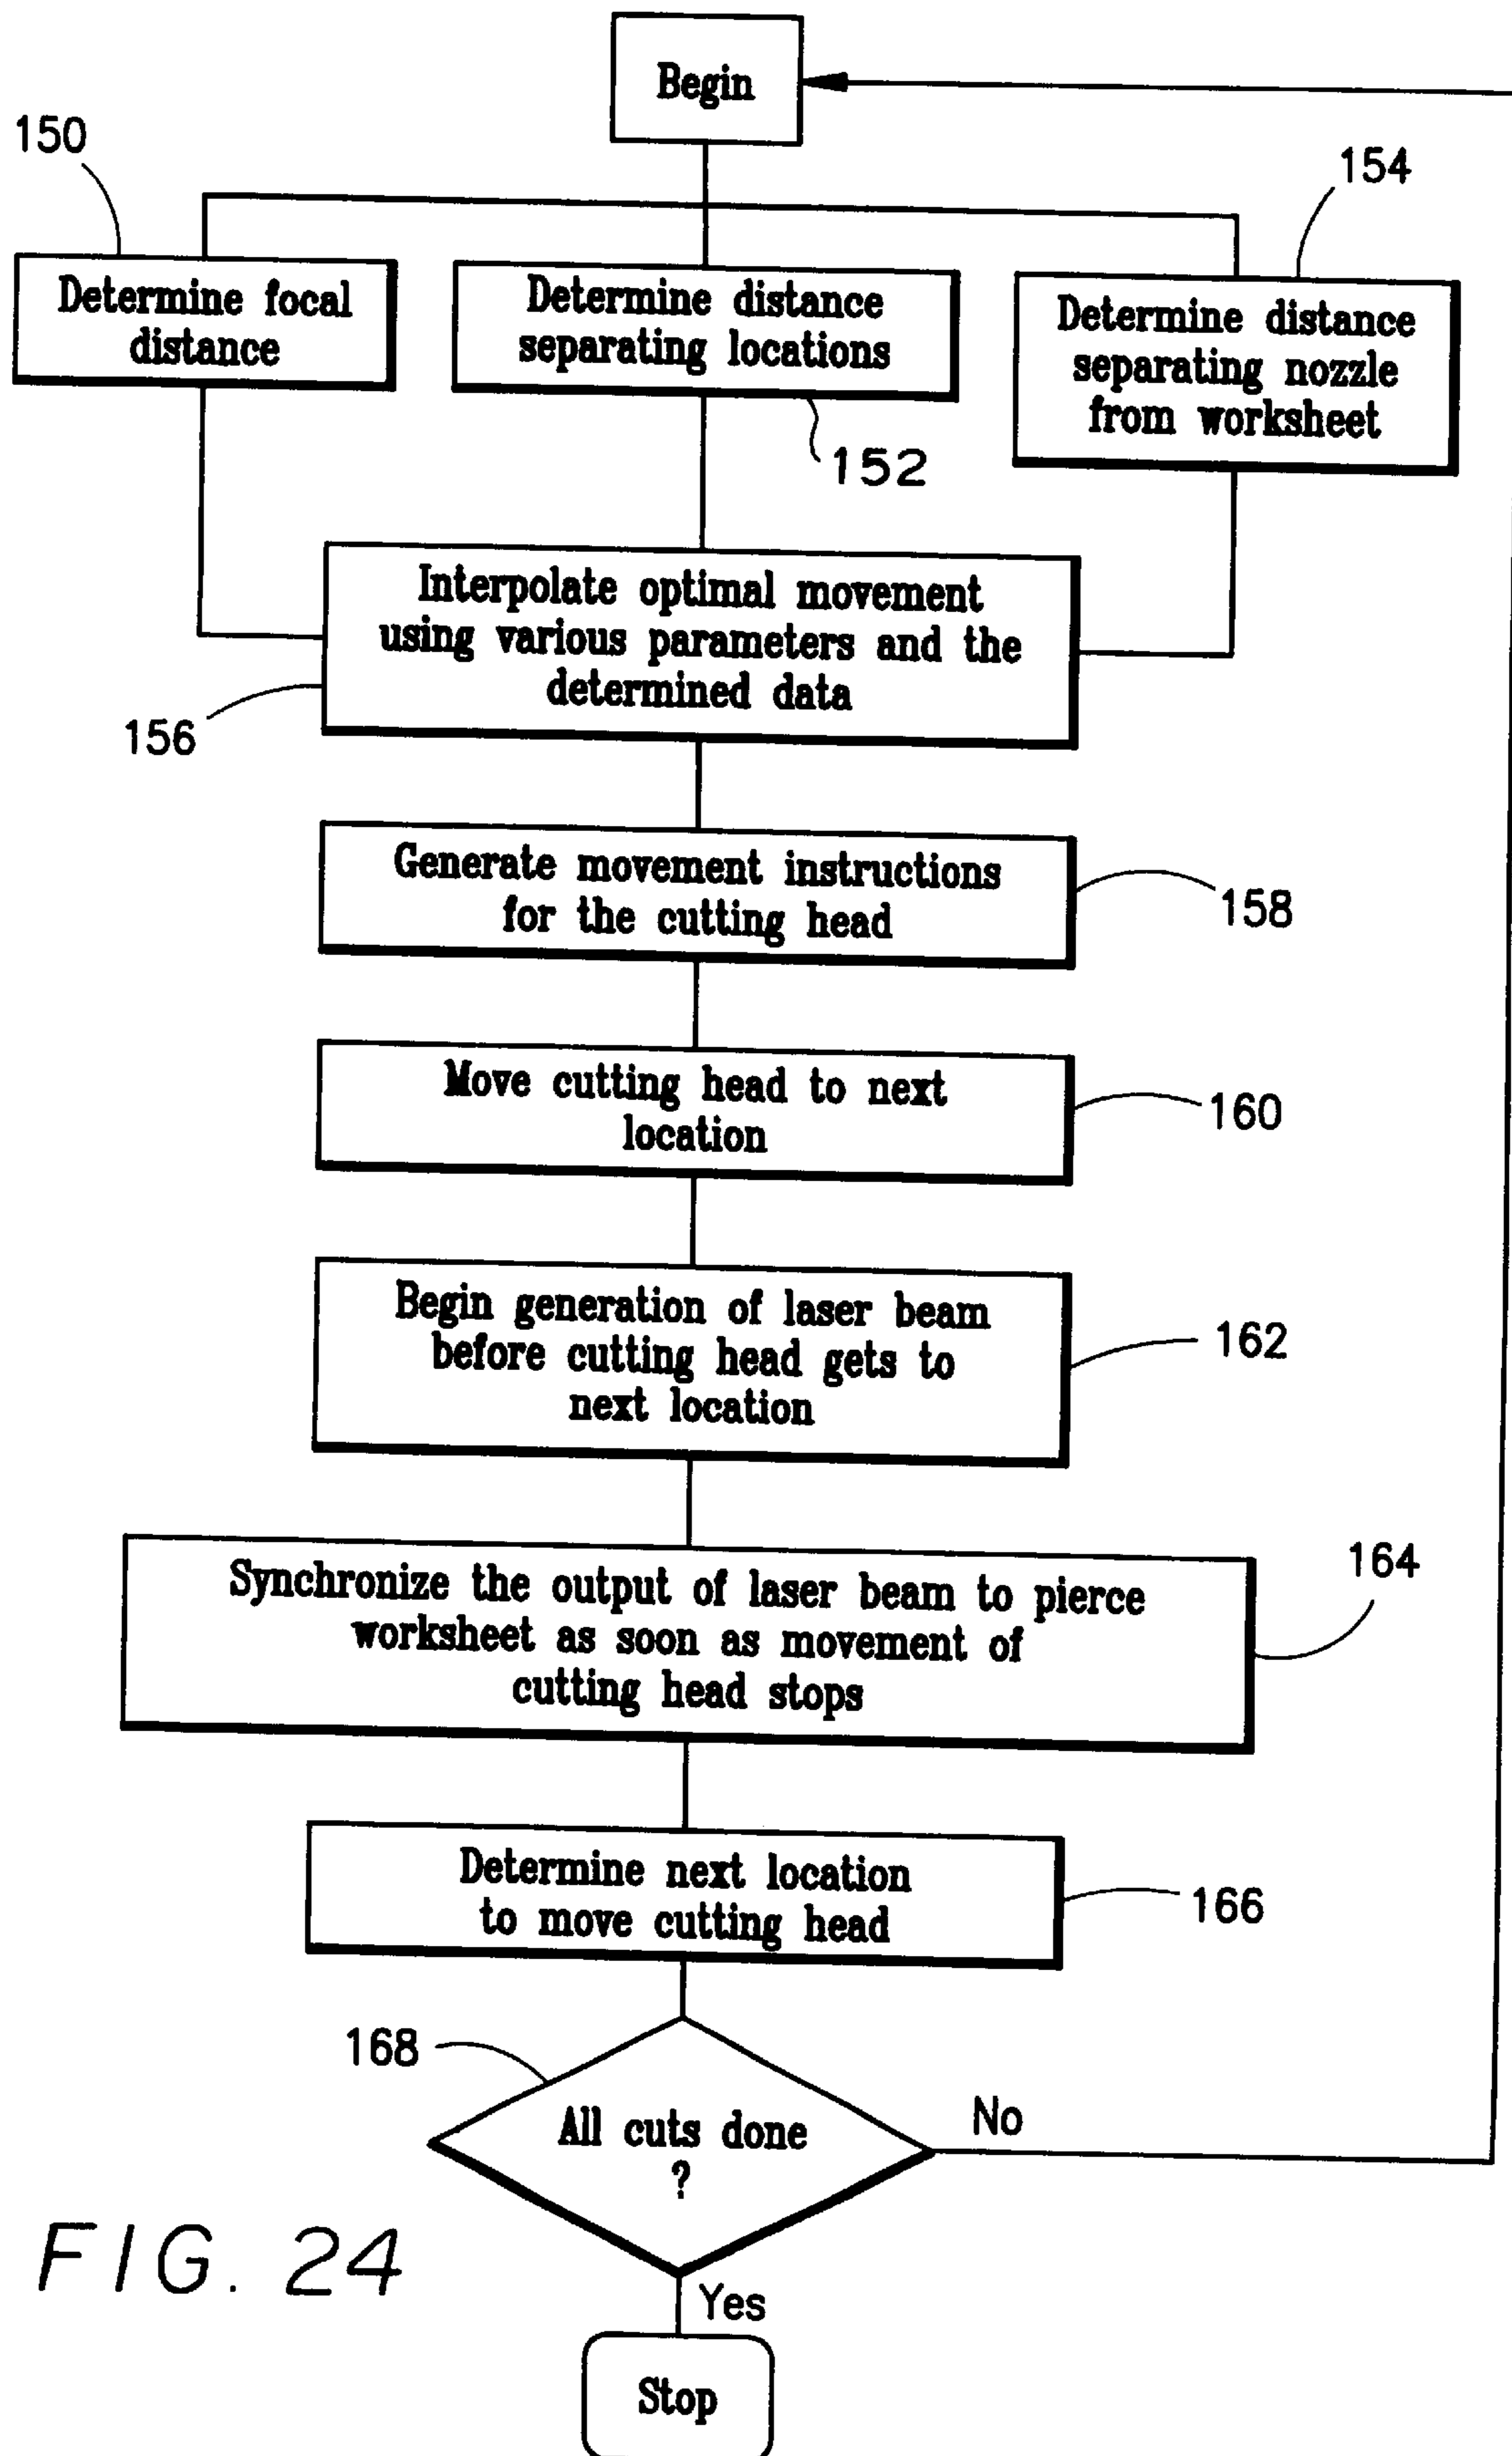 Begin
150
154
Determine focal
distance
Determine distance
separating locations
Determine distance
separating nozzle
from worksheet
152
Interpolate optimal movement
using various parameters and the
determined data
156
Generate movement instructions
for the cutting head
158
Move cutting head to next
location
160
Begin generation of laser beam
before cutting head gets to
next location
162
Synchronize the output of laser beam to pierce
worksheet as soon as movement of
cutting head stops
164
Determine next location
to move cutting head
166
168
All cuts done
?
No
FIG. 24
Yes
Stop